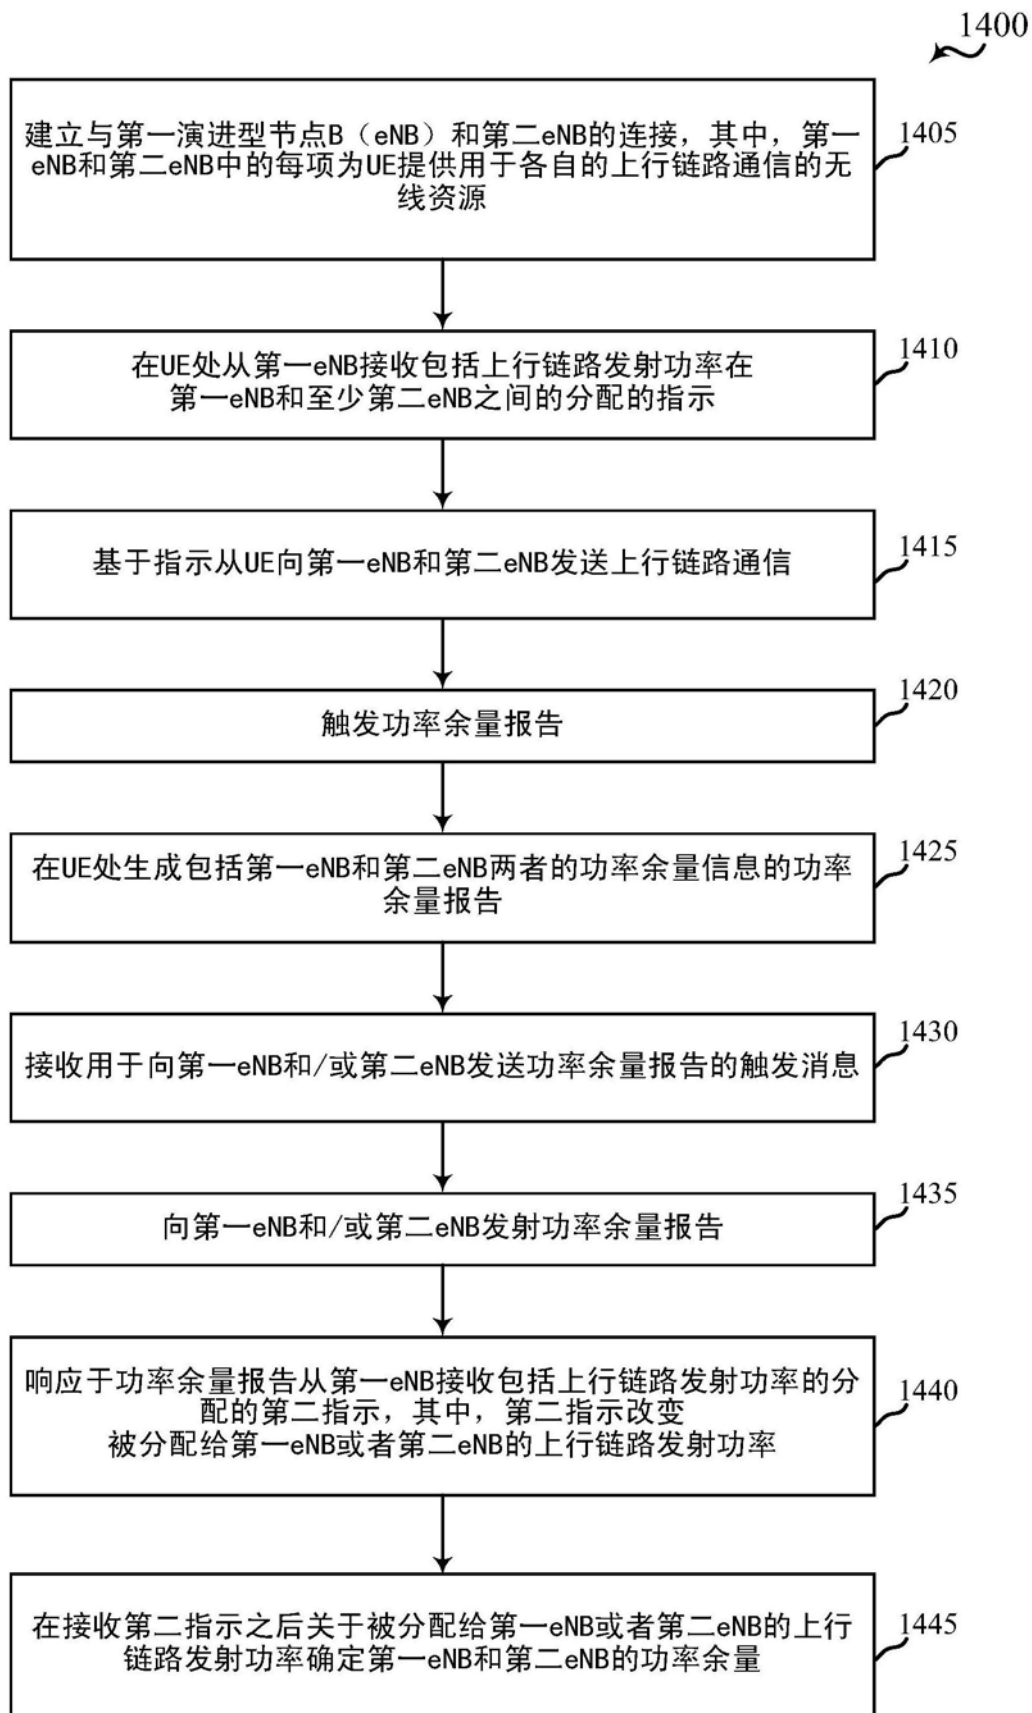 1400
建立与第一演进型节点B（eNB）和第二eNB的连接，其中，第一
eNB和第二eNB中的每项为UE提供用于各自的上行链路通信的无
线资源
1405
在UE处从第一eNB接收包括上行链路发射功率在
第一eNB和至少第二eNB之间的分配的指示
1410
基于指示从UE向第一eNB和第二eNB发送上行链路通信
1415
触发功率余量报告
1420
在UE处生成包括第一eNB和第二eNB两者的功率余量信息的功率
余量报告
1425
接收用于向第一eNB和/或第二eNB发送功率余量报告的触发消息
1430
向第一eNB和/或第二eNB发射功率余量报告
1435
响应于功率余量报告从第一eNB接收包括上行链路发射功率的分
配的第二指示，其中，第二指示改变
被分配给第一eNB或者第二eNB的上行链路发射功率
1440
在接收第二指示之后关于被分配给第一eNB或者第二eNB的上行
链路发射功率确定第一eNB和第二eNB的功率余量
1445